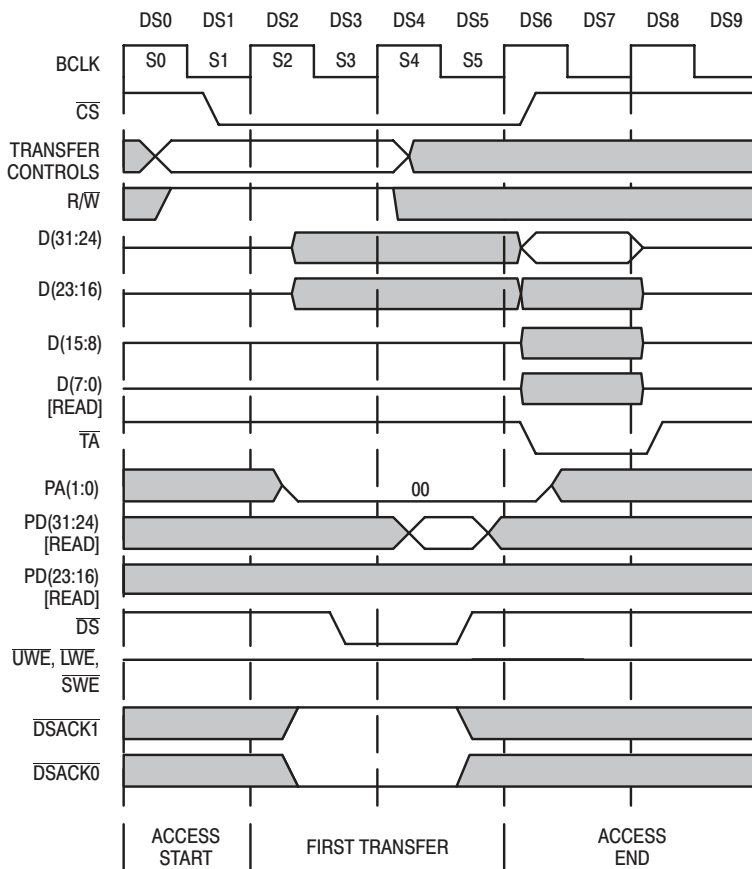 DS0 DS1 DS2 DS3 DS4 DS5 DS6 DS7 DS8 DS9
BCLK S0 S1 S2 S3 S4 S5
CS
TRANSFER
CONTROLS
R/W
D(31:24)
D(23:16)
D(15:8)
D(7:0)
[READ]
TA
PA(1:0) 00
PD(31:24)
[READ]
PD(23:16)
[READ]
DS
UWE, LWE,
SWE
DSACK1
DSACK0
ACCESS
START
FIRST TRANSFER
ACCESS
END